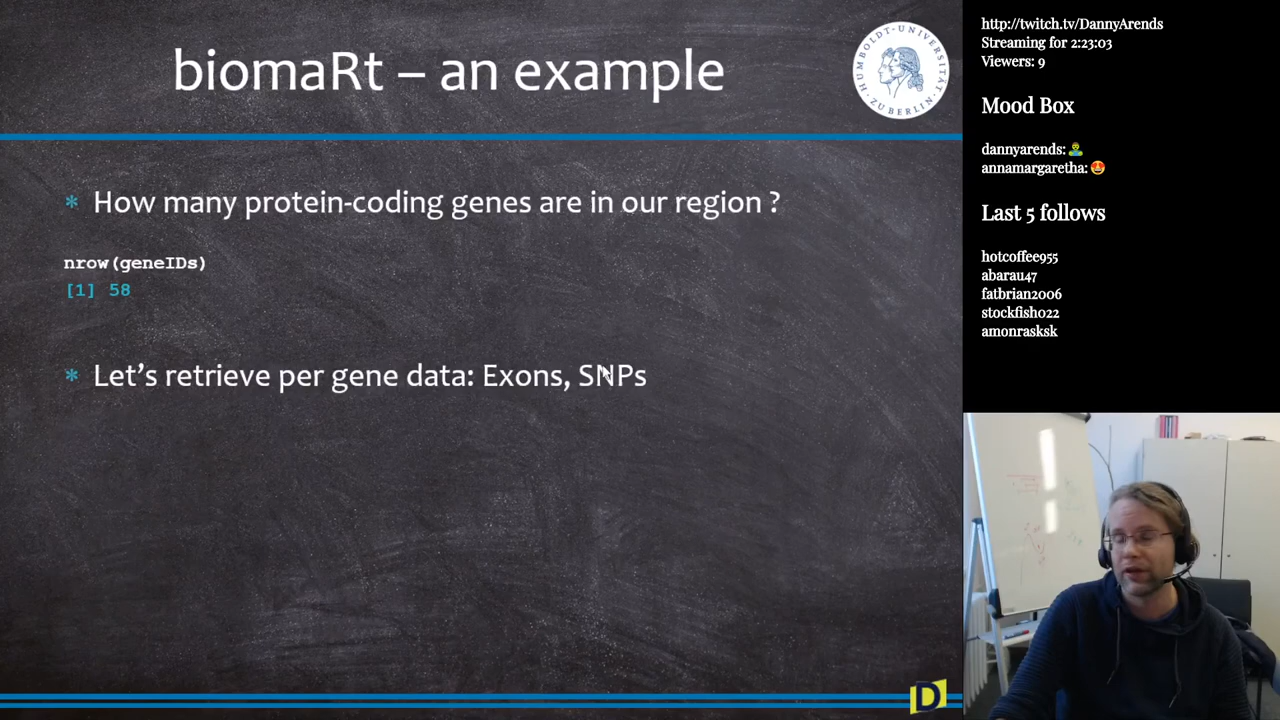 biomaRt – an example
HUMBOLDT-UNIVERSITÄT
ZU BERLIN
* How many protein-coding genes are in our region ?
nrow(geneIDs)
[1] 58
* Let’s retrieve per gene data: Exons, SNPs
D
http://twitch.tv/DannyArends
Streaming for 2:23:03
Viewers: 9
Mood Box
dannyarends: 🧟‍♂️
annamargaretha: 😍
Last 5 follows
hotcoffee955
abarau47
fatbrian2006
stockfish022
amonrasksk